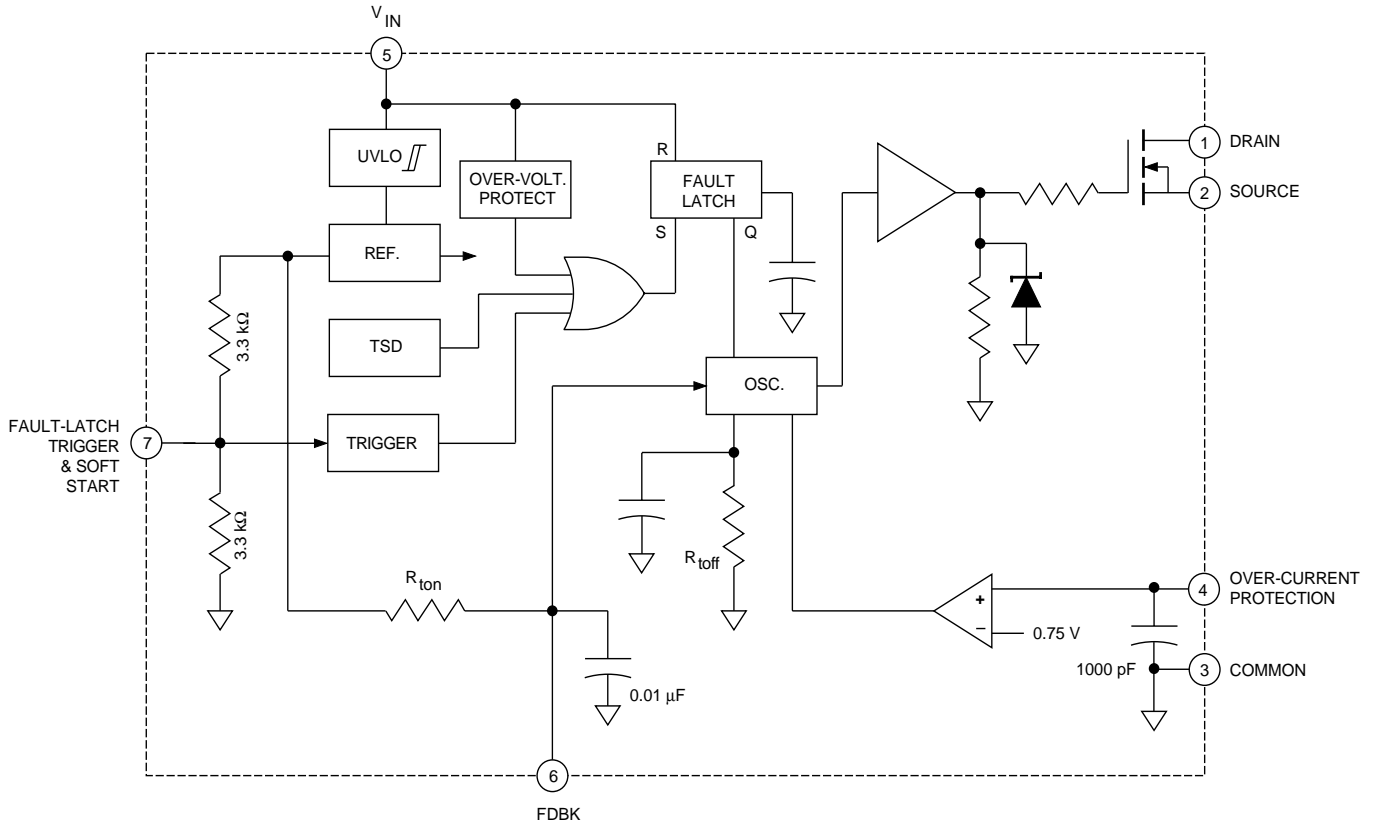 V IN
5
UVLO
OVER-VOLT.
PROTECT
R
FAULT
LATCH
S
Q
1
DRAIN
2
SOURCE
REF.
3.3 kΩ
TSD
OSC.
FAULT-LATCH
TRIGGER
& SOFT
START
7
TRIGGER
3.3 kΩ
R toff
R ton
+
–
0.75 V
4
OVER-CURRENT
PROTECTION
1000 pF
3
COMMON
0.01 µF
6
FDBK